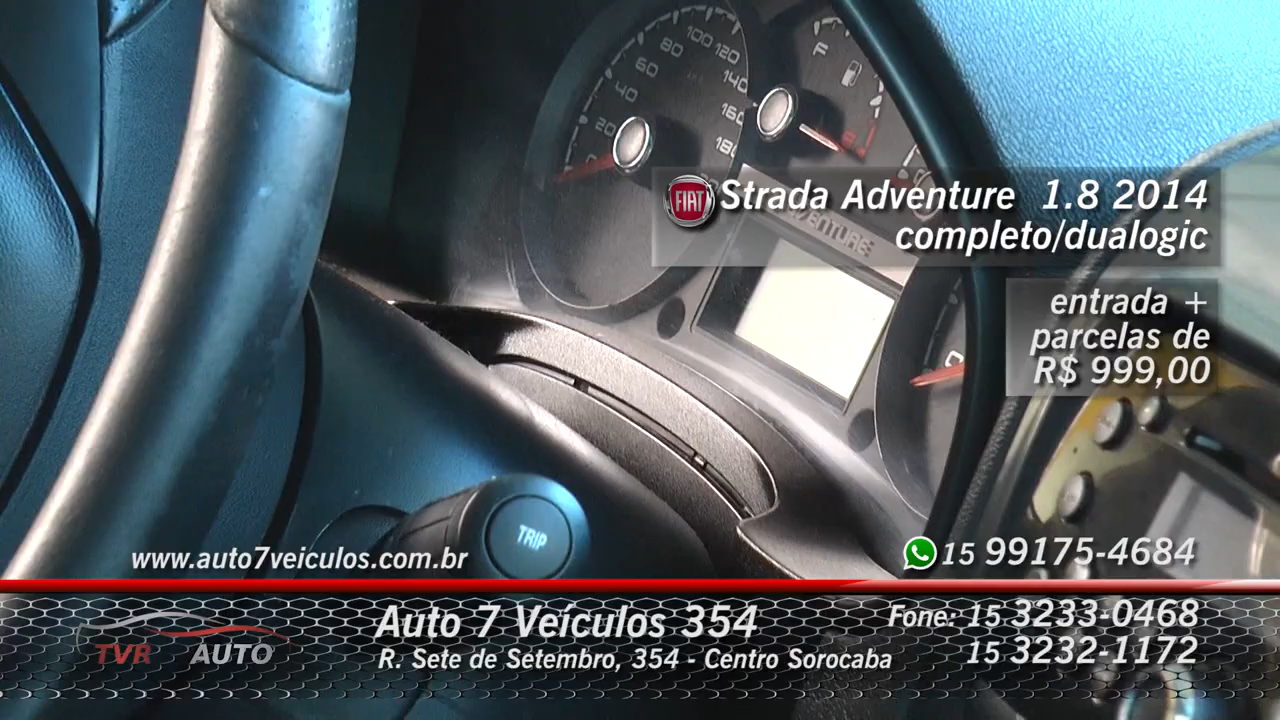 20
40
60
80
100
120
140
160
180
F
FIAT
Strada Adventure 1.8 2014
completo/dualogic
entrada +
parcelas de
R$ 999,00
TRIP
www.auto7veiculos.com.br
15 99175-4684
TVR AUTO
Auto 7 Veículos 354
R. Sete de Setembro, 354 - Centro Sorocaba
Fone: 15 3233-0468
15 3232-1172